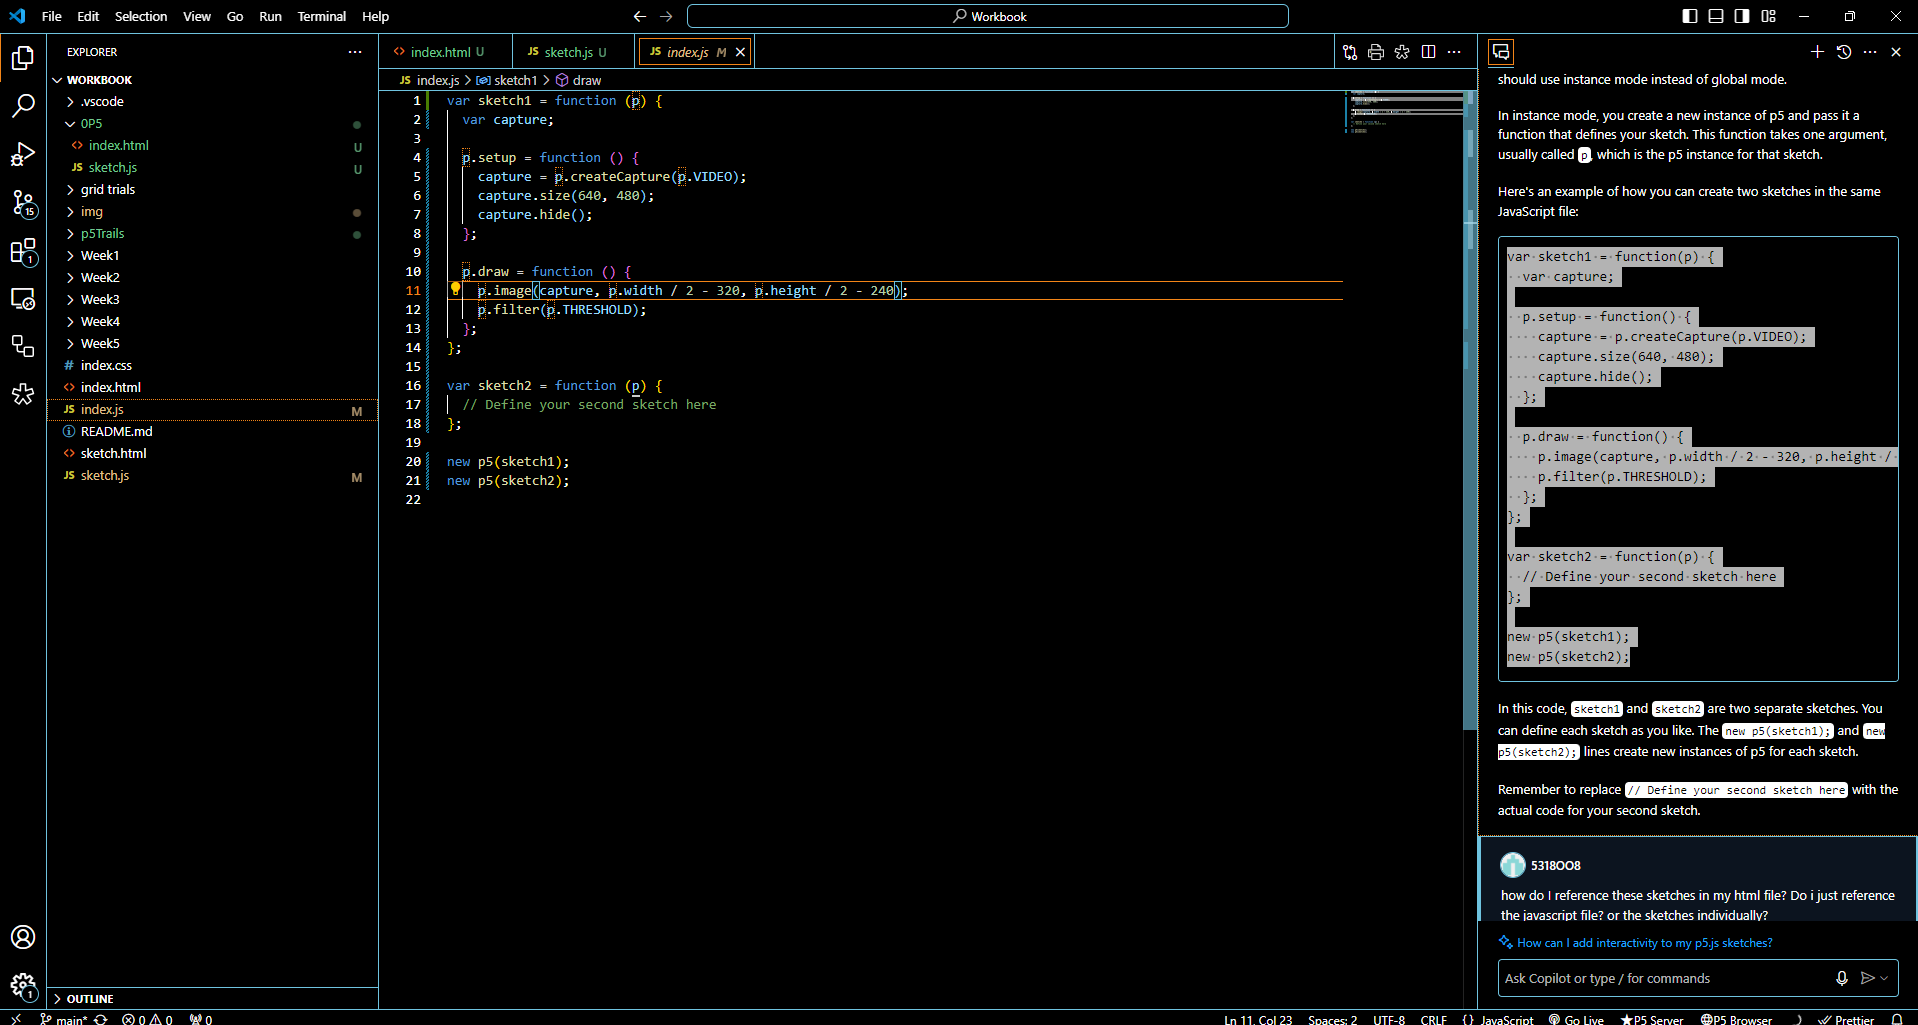 File Edit Selection View Go Run Terminal Help
Workbook
EXPLORER
WORKBOOK
.vscode
0P5
index.html U
sketch.js U
grid trials
img
p5Trails
Week1
Week2
Week3
Week4
Week5
index.css
index.html
JS index.js M
README.md
sketch.html
JS sketch.js M
OUTLINE
15
1
1
index.html U
JS sketch.js U
JS index.js M
JS index.js > sketch1 > draw
1 var sketch1 = function (p) {
2 var capture;
3
4 p.setup = function () {
5 capture = p.createCapture(p.VIDEO);
6 capture.size(640, 480);
7 capture.hide();
8 };
9
10 p.draw = function () {
11 p.image(capture, p.width / 2 - 320, p.height / 2 - 240);
12 p.filter(p.THRESHOLD);
13 };
14 };
15
16 var sketch2 = function (p) {
17 // Define your second sketch here
18 };
19
20 new p5(sketch1);
21 new p5(sketch2);
22
should use instance mode instead of global mode.
In instance mode, you create a new instance of p5 and pass it a
function that defines your sketch. This function takes one argument,
usually called p, which is the p5 instance for that sketch.
Here's an example of how you can create two sketches in the same
JavaScript file:
var sketch1 = function(p) {
var capture;
p.setup = function() {
capture = p.createCapture(p.VIDEO);
capture.size(640, 480);
capture.hide();
};
p.draw = function() {
p.image(capture, p.width / 2 - 320, p.height /
p.filter(p.THRESHOLD);
};
};
var sketch2 = function(p) {
// Define your second sketch here
};
new p5(sketch1);
new p5(sketch2);
In this code, sketch1 and sketch2 are two separate sketches. You
can define each sketch as you like. The new p5(sketch1); and new
p5(sketch2); lines create new instances of p5 for each sketch.
Remember to replace // Define your second sketch here with the
actual code for your second sketch.
5318OO8
how do I reference these sketches in my html file? Do i just reference
the javascript file? or the sketches individually?
How can I add interactivity to my p5.js sketches?
Ask Copilot or type / for commands
main* 0 0 0 Ln 11, Col 23 Spaces: 2 UTF-8 CRLF {} JavaScript Go Live P5 Server P5 Browser Prettier